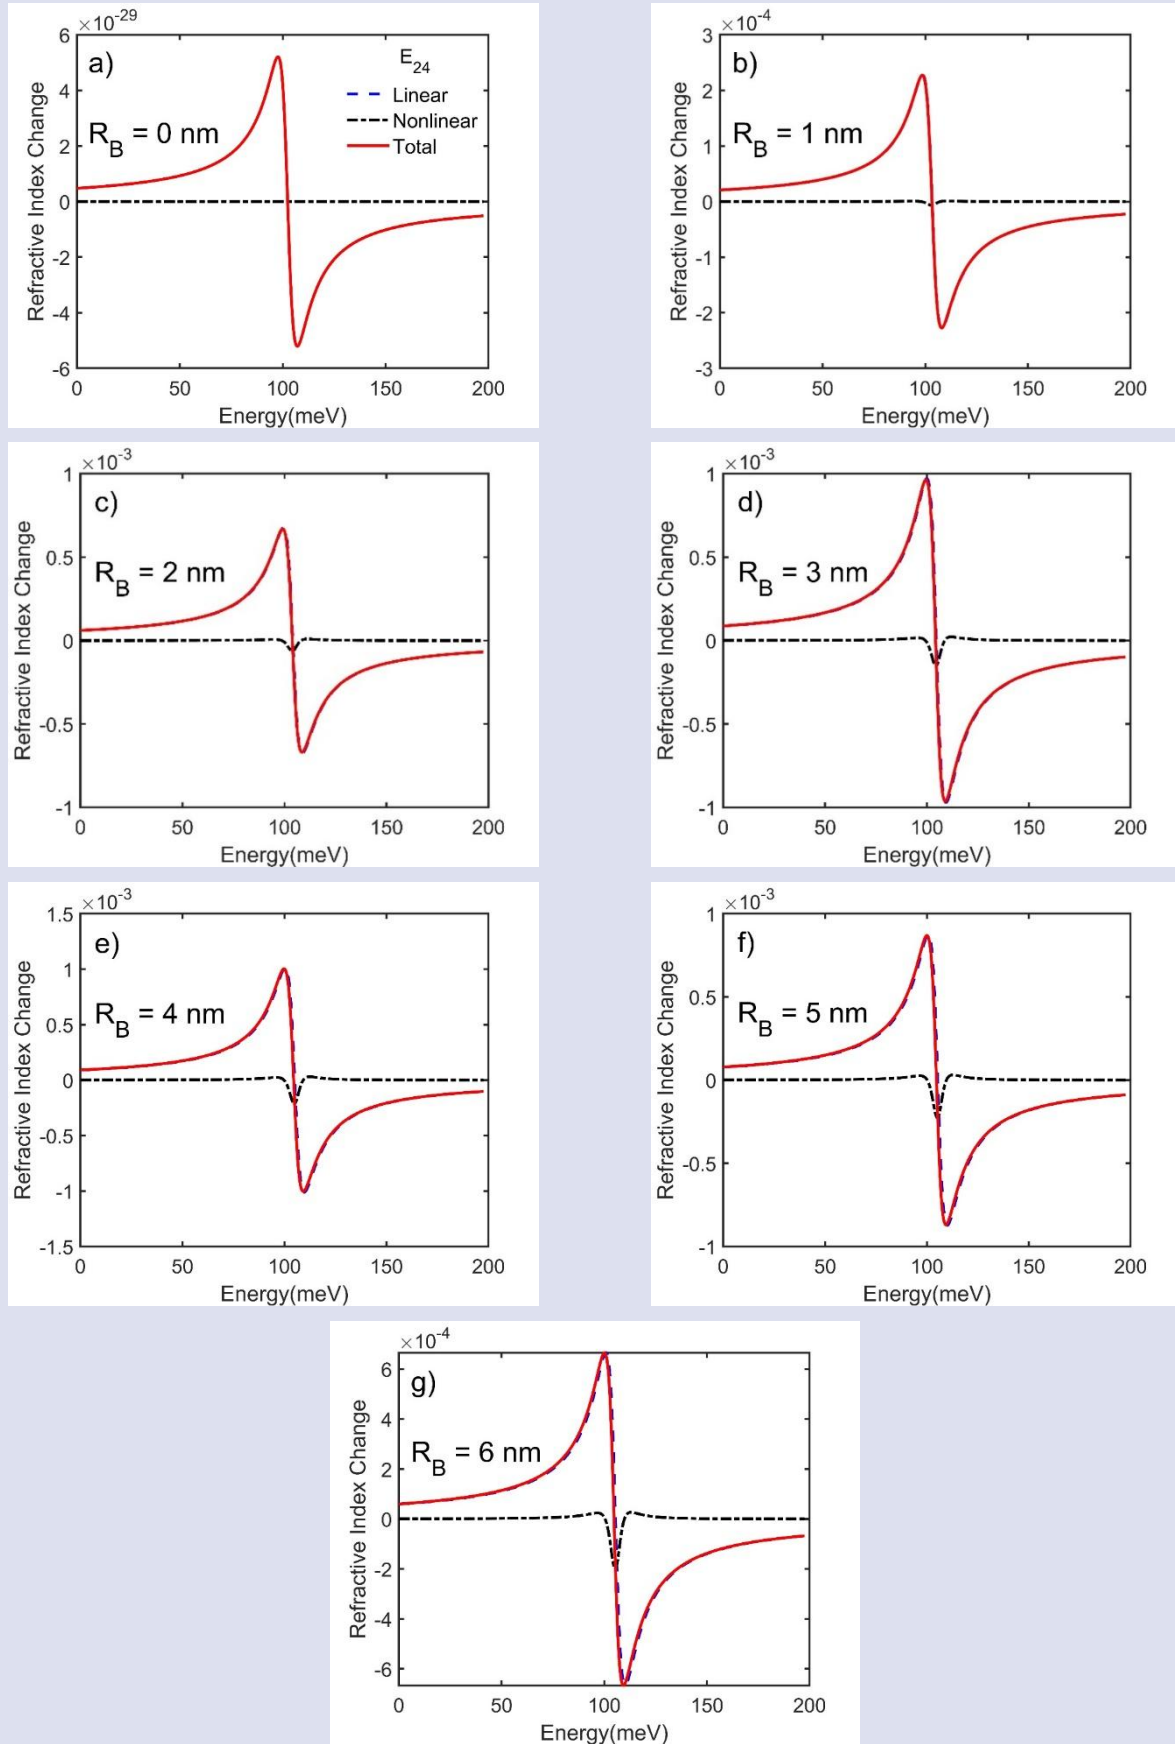 ×10⁻²⁹
a)
E₂₄
Linear
Nonlinear
Total
R_B = 0 nm
Refractive Index Change
6
4
2
0
-2
-4
-6
0 50 100 150 200
Energy(meV)
×10⁻⁴
b)
R_B = 1 nm
Refractive Index Change
3
2
1
0
-1
-2
-3
0 50 100 150 200
Energy(meV)
×10⁻³
c)
R_B = 2 nm
Refractive Index Change
1
0.5
0
-0.5
-1
0 50 100 150 200
Energy(meV)
×10⁻³
d)
R_B = 3 nm
Refractive Index Change
1
0.5
0
-0.5
-1
0 50 100 150 200
Energy(meV)
×10⁻³
e)
R_B = 4 nm
Refractive Index Change
1.5
1
0.5
0
-0.5
-1
-1.5
0 50 100 150 200
Energy(meV)
×10⁻³
f)
R_B = 5 nm
Refractive Index Change
1
0.5
0
-0.5
-1
0 50 100 150 200
Energy(meV)
×10⁻⁴
g)
R_B = 6 nm
Refractive Index Change
6
4
2
0
-2
-4
-6
0 50 100 150 200
Energy(meV)